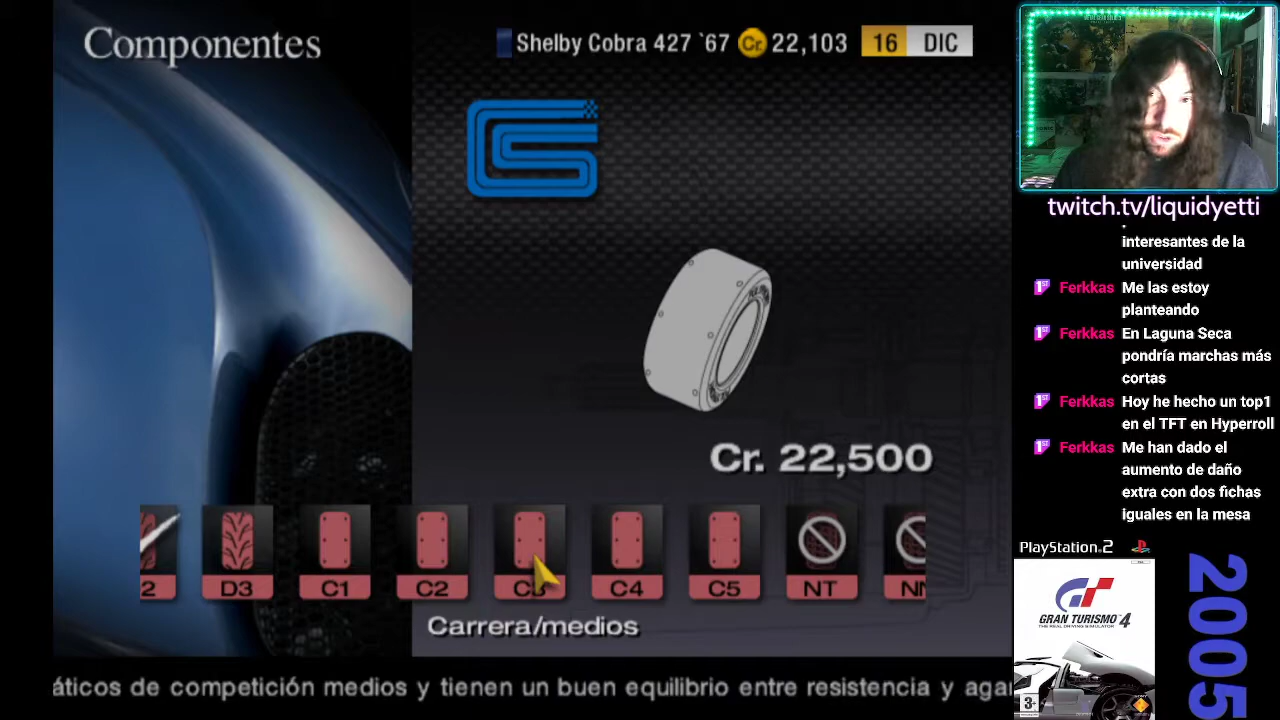 Componentes
Shelby Cobra 427 `67 Cr. 22,103 16 DIC
Cr. 22,500
2 D3 C1 C2 C3 C4 C5 NT
Carrera/medios
áticos de competición medios y tienen un buen equilibrio entre resistencia y agar
twitch.tv/liquidyetti
interesantes de la
universidad
Ferkkas Me las estoy
planteando
Ferkkas En Laguna Seca
pondría marchas más
cortas
Ferkkas Hoy he hecho un top1
en el TFT en Hyperroll
Ferkkas Me han dado el
aumento de daño
extra con dos fichas
iguales en la mesa
PlayStation.2
GRAN TURISMO 4
THE REAL DRIVING SIMULATOR
3+
2005